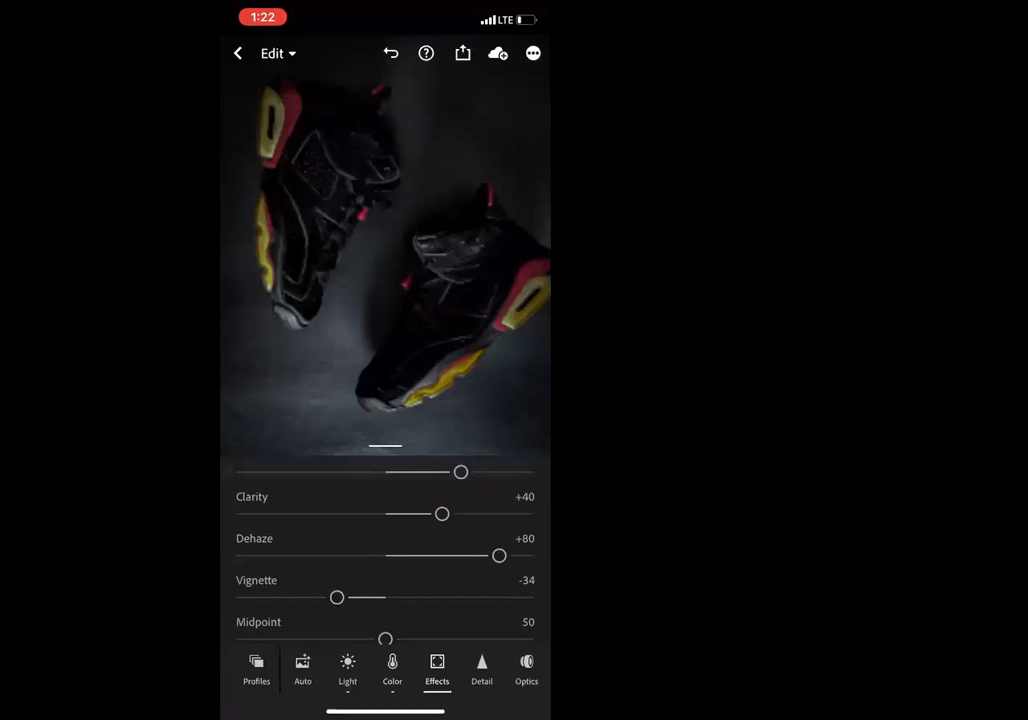 1:22
LTE
Edit
Clarity +40
Dehaze +80
Vignette -34
Midpoint 50
Profiles Auto Light Color Effects Detail Optics